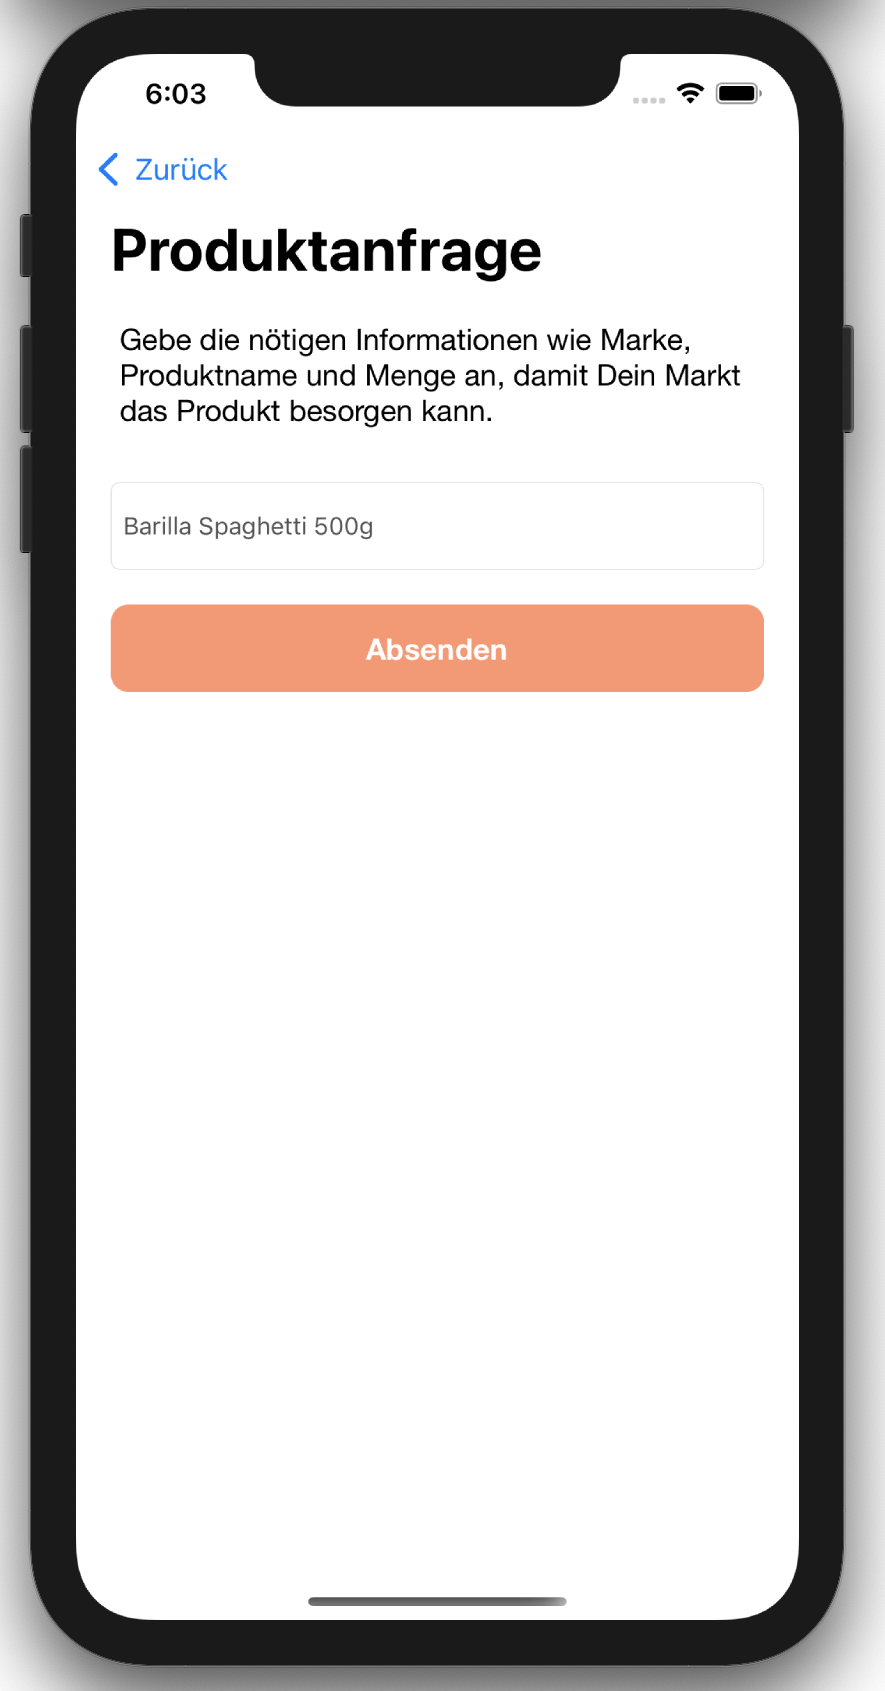 6:03
Zurück
Produktanfrage
Gebe die nötigen Informationen wie Marke,
Produktname und Menge an, damit Dein Markt
das Produkt besorgen kann.
Barilla Spaghetti 500g
Absenden